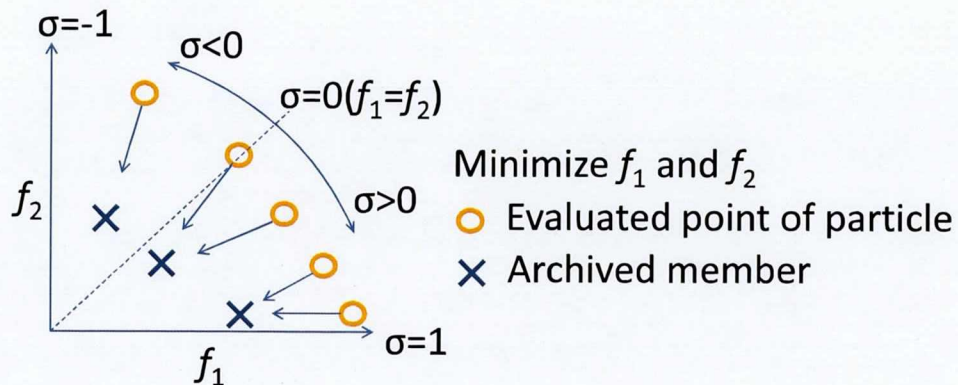 σ=-1
σ<0
σ=0(f₁=f₂)
f₂
σ>0
σ=1
f₁
Minimize f₁ and f₂
Evaluated point of particle
Archived member